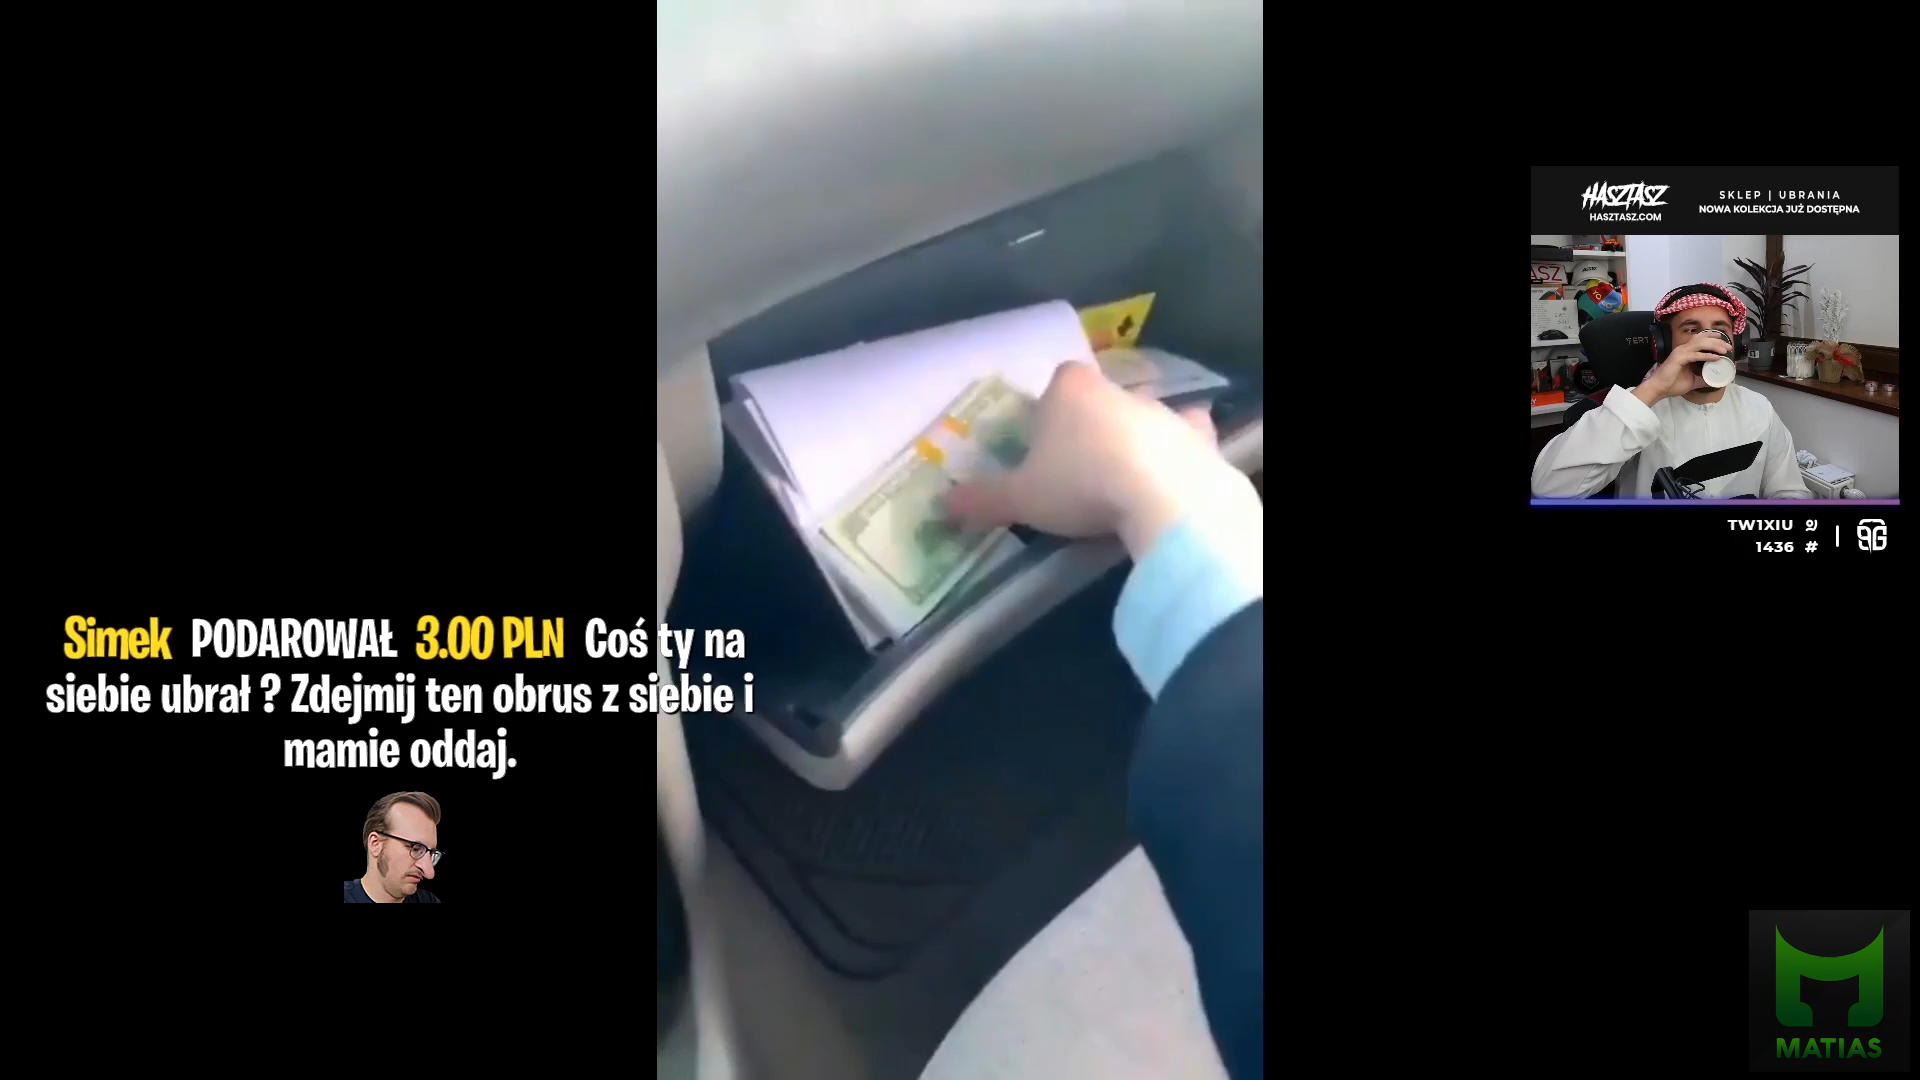 HASZTASZ
HASZTASZ.COM
SKLEP | UBRANIA
NOWA KOLEKCJA JUŻ DOSTĘPNA
TW1XIU
1436 #
Simek PODAROWAŁ 3.00 PLN Coś ty na
siebie ubrał ? Zdejmij ten obrus z siebie i
mamie oddaj.
MATIAS